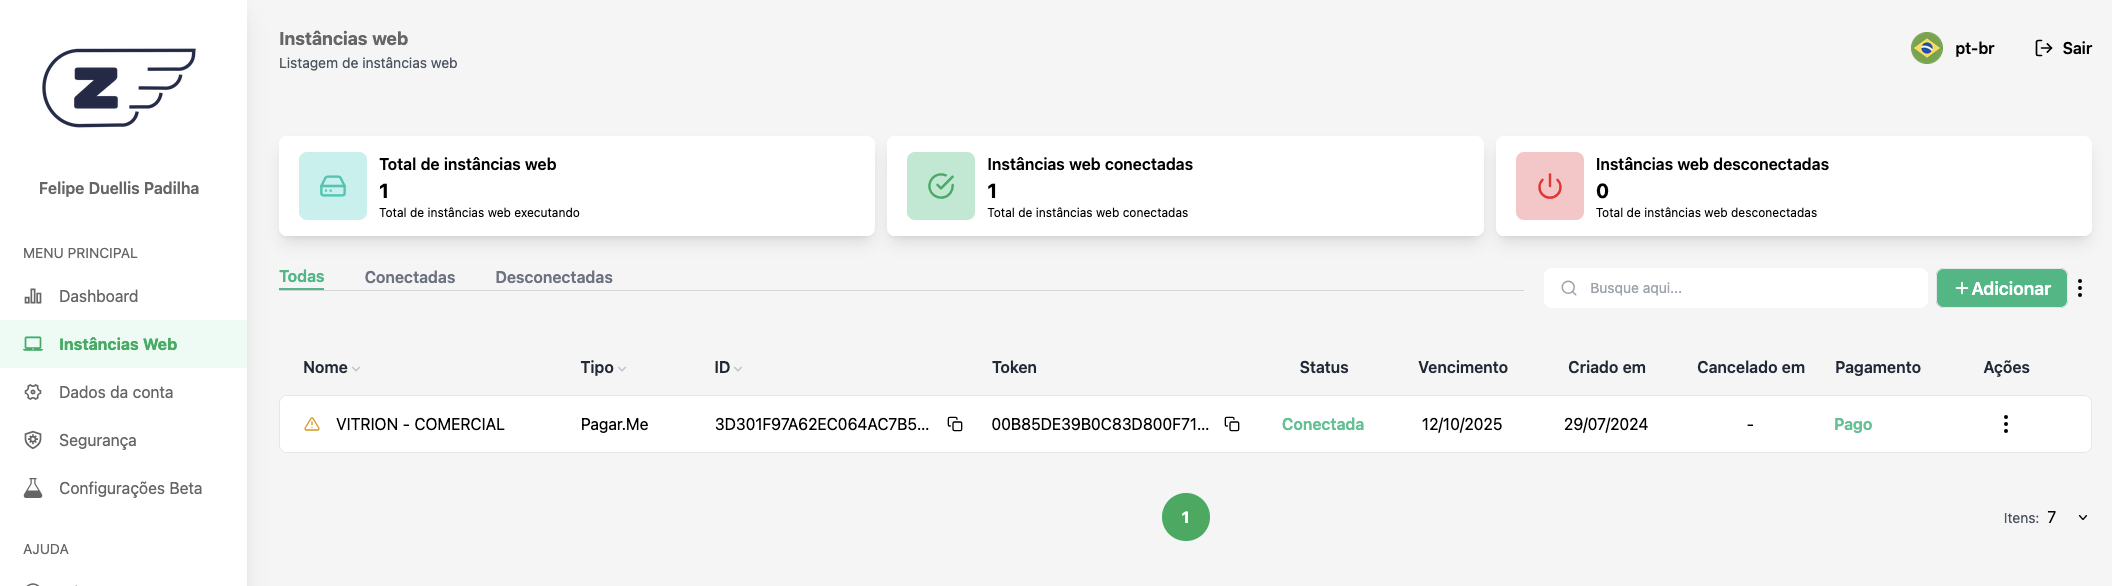 Z
Felipe Duellis Padilha
MENU PRINCIPAL
Dashboard
Instâncias Web
Dados da conta
Segurança
Configurações Beta
AJUDA
Instâncias web
Listagem de instâncias web
pt-br
Sair
Total de instâncias web
1
Total de instâncias web executando
Instâncias web conectadas
1
Total de instâncias web conectadas
Instâncias web desconectadas
0
Total de instâncias web desconectadas
Todas Conectadas Desconectadas
Busque aqui...
+ Adicionar
Nome Tipo ID Token Status Vencimento Criado em Cancelado em Pagamento Ações
VITRION - COMERCIAL Pagar.Me 3D301F97A62EC064AC7B5... 00B85DE39B0C83D800F71... Conectada 12/10/2025 29/07/2024 - Pago
1
Itens: 7